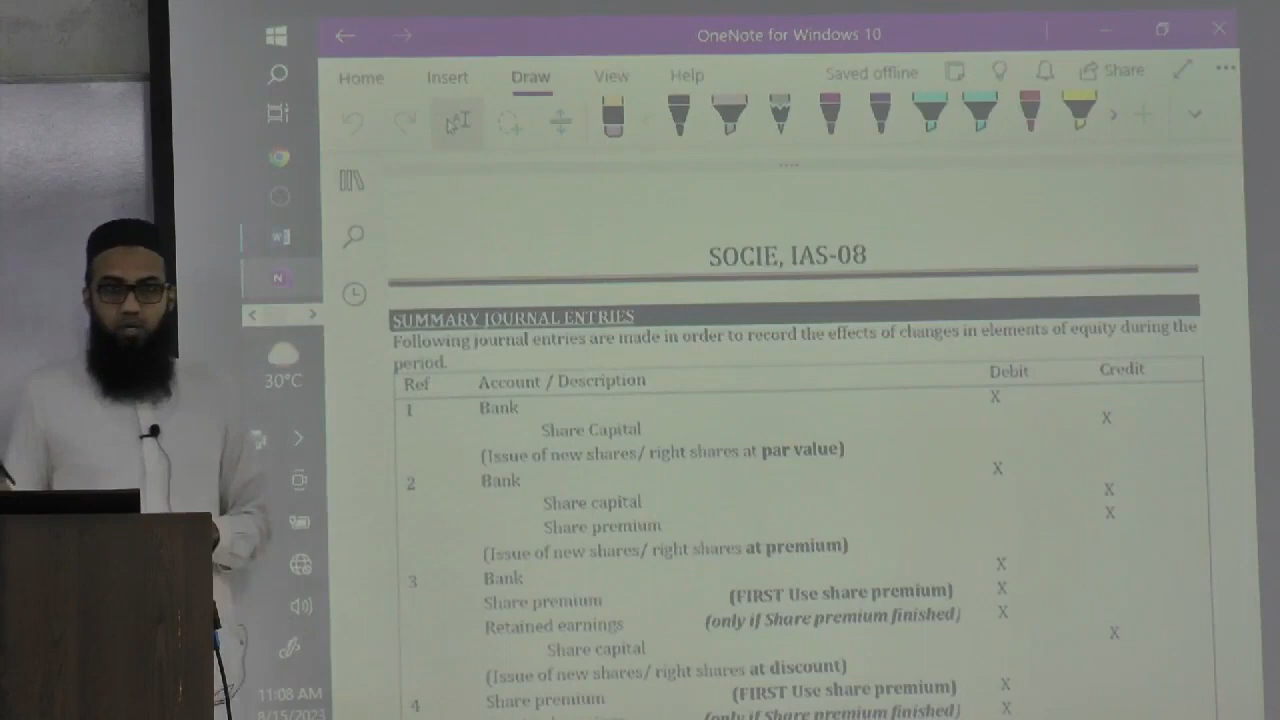 OneNote for Windows 10
Home Insert Draw View Help Saved offline Share
SOCIE, IAS-08
SUMMARY JOURNAL ENTRIES
Following journal entries are made in order to record the effects of changes in elements of equity during the
period.
Ref Account / Description Debit Credit
1 Bank X
Share Capital X
(Issue of new shares/ right shares at par value)
2 Bank X
Share capital X
Share premium X
(Issue of new shares/ right shares at premium)
3 Bank X
Share premium (FIRST Use share premium) X
Retained earnings (only if Share premium finished) X
Share capital X
(Issue of new shares/ right shares at discount)
4 Share premium (FIRST Use share premium) X
(only if Share premium finished) X
30°C
11:08 AM
8/15/2023